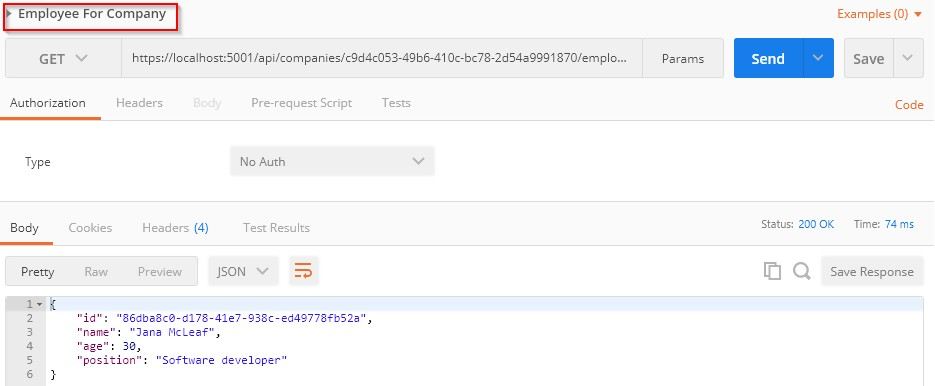 Employee For Company
Examples (0)
GET https://localhost:5001/api/companies/c9d4c053-49b6-410c-bc78-2d54a9991870/emplo... Params Send Save
Authorization Headers Body Pre-request Script Tests Code
Type No Auth
Body Cookies Headers (4) Test Results Status: 200 OK Time: 74 ms
Pretty Raw Preview JSON Save Response
1 {
2 "id": "86dba8c0-d178-41e7-938c-ed49778fb52a",
3 "name": "Jana McLeaf",
4 "age": 30,
5 "position": "Software developer"
6 }